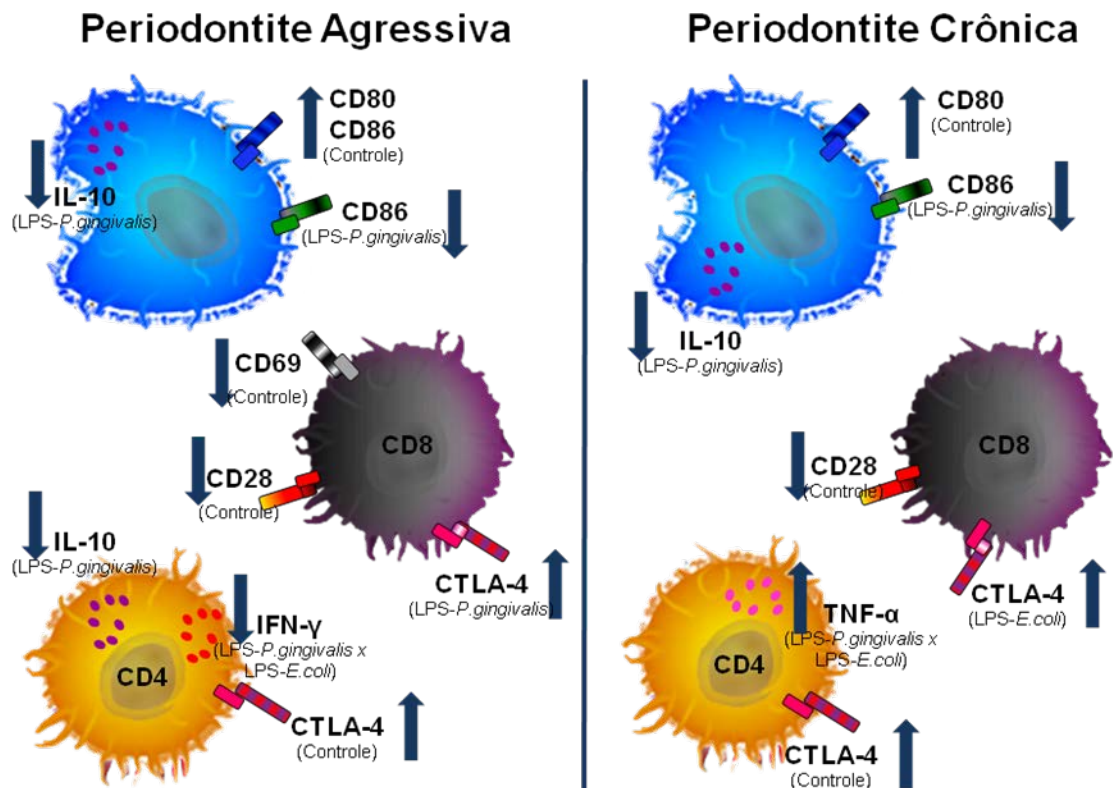 Periodontite Agressiva
CD80
CD86
(Controle)
IL-10
(LPS-P.gingivalis)
CD86
(LPS-P.gingivalis)
CD69
(Controle)
CD8
CD28
(Controle)
IL-10
(LPS-P.gingivalis)
CTLA-4
(LPS-P.gingivalis)
IFN-γ
(LPS-P.gingivalis x
LPS-E.coli)
CD4
CTLA-4
(Controle)
Periodontite Crônica
CD80
(Controle)
CD86
(LPS-P.gingivalis)
IL-10
(LPS-P.gingivalis)
CD8
CD28
(Controle)
CTLA-4
(LPS-E.coli)
TNF-α
(LPS-P.gingivalis x
LPS-E.coli)
CD4
CTLA-4
(Controle)